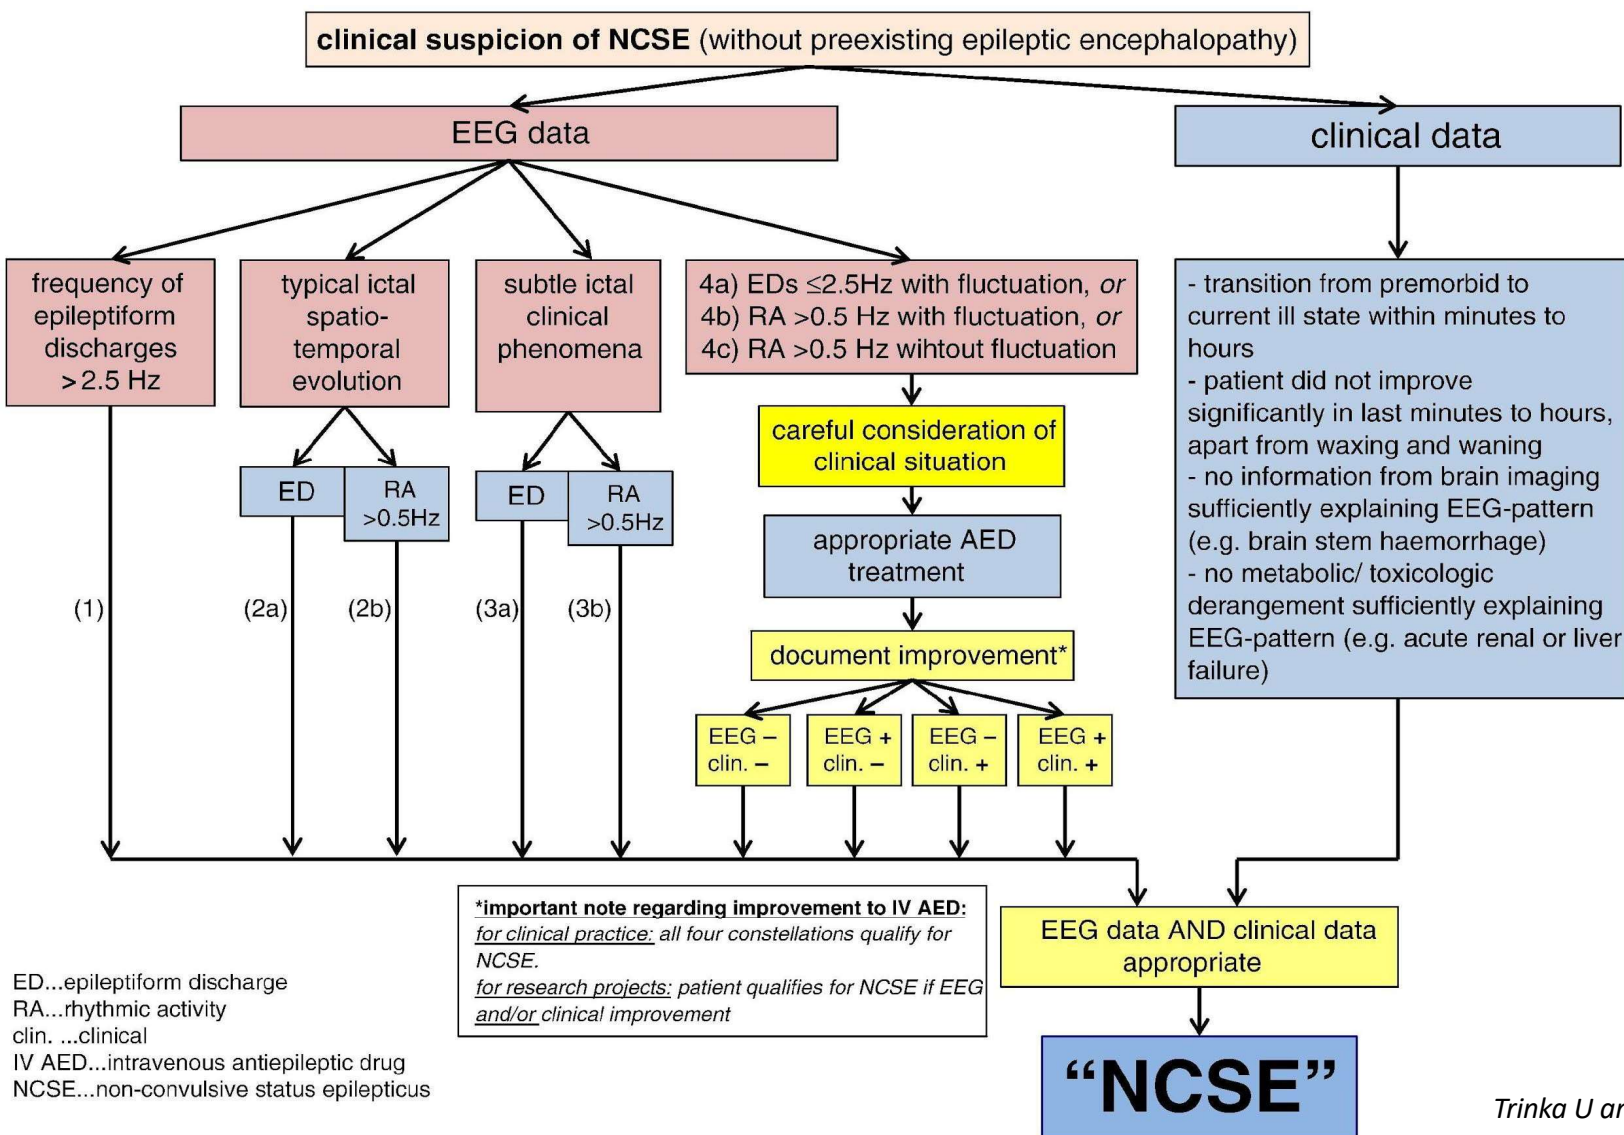 clinical suspicion of NCSE (without preexisting epileptic encephalopathy)
EEG data
clinical data
frequency of
epileptiform
discharges
>2.5 Hz
typical ictal
spatio-
temporal
evolution
subtle ictal
clinical
phenomena
4a) EDs ≤2.5Hz with fluctuation, or
4b) RA >0.5 Hz with fluctuation, or
4c) RA >0.5 Hz wihtout fluctuation
- transition from premorbid to
current ill state within minutes to
hours
- patient did not improve
significantly in last minutes to hours,
apart from waxing and waning
- no information from brain imaging
sufficiently explaining EEG-pattern
(e.g. brain stem haemorrhage)
- no metabolic/ toxicologic
derangement sufficiently explaining
EEG-pattern (e.g. acute renal or liver
failure)
careful consideration of
clinical situation
ED
RA
>0.5Hz
ED
RA
>0.5Hz
appropriate AED
treatment
(1)
(2a)
(2b)
(3a)
(3b)
document improvement*
EEG –
clin. –
EEG +
clin. –
EEG –
clin. +
EEG +
clin. +
*important note regarding improvement to IV AED:
for clinical practice: all four constellations qualify for
NCSE.
for research projects: patient qualifies for NCSE if EEG
and/or clinical improvement
EEG data AND clinical data
appropriate
ED...epileptiform discharge
RA...rhythmic activity
clin. ...clinical
IV AED...intravenous antiepileptic drug
NCSE...non-convulsive status epilepticus
“NCSE”
Trinka U